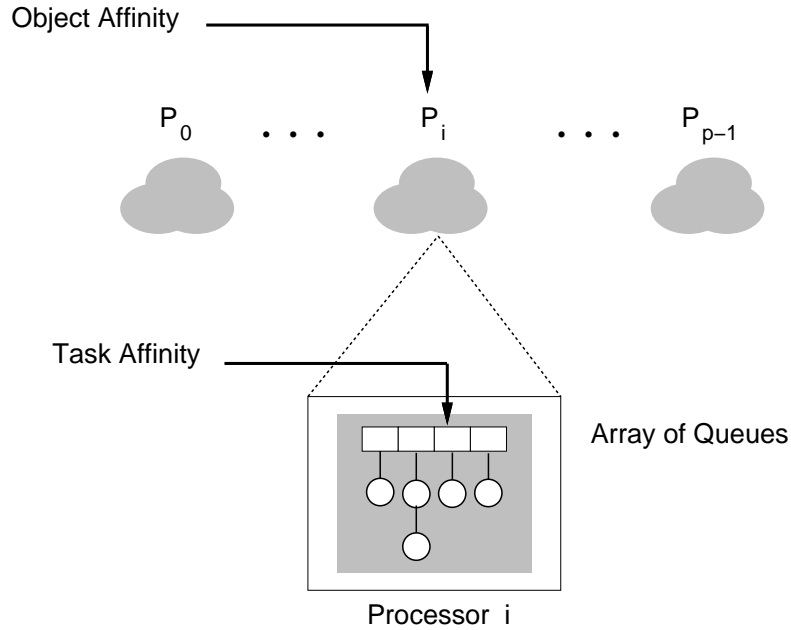 Object Affinity
P0 . . . Pi . . . Pp−1
Task Affinity
Array of Queues
Processor i